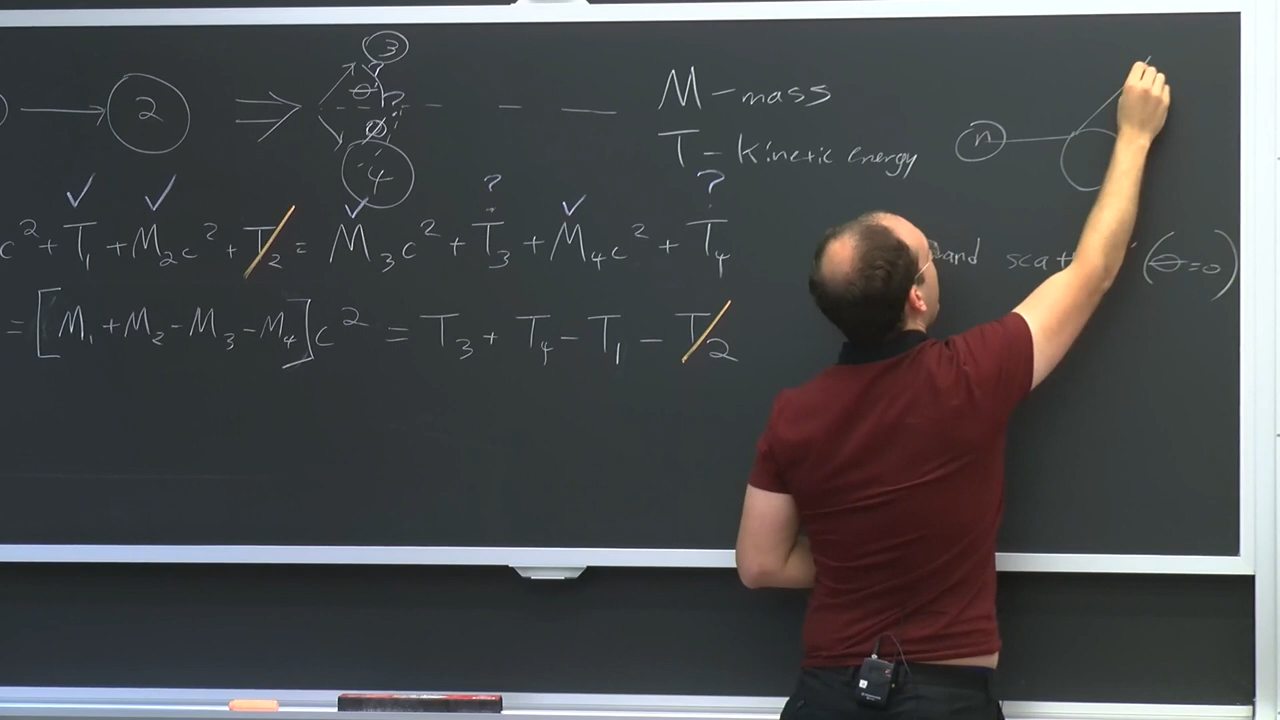 3
2 ⇒ θ ? M - mass
φ T - Kinetic energy n
4
✓ ✓ ✓ ? ✓ ?
c² + T₁ + M₂c² + T₂ = M₃c² + T₃ + M₄c² + T₄
(θ=0)
= [M₁ + M₂ - M₃ - M₄]c² = T₃ + T₄ - T₁ - T₂